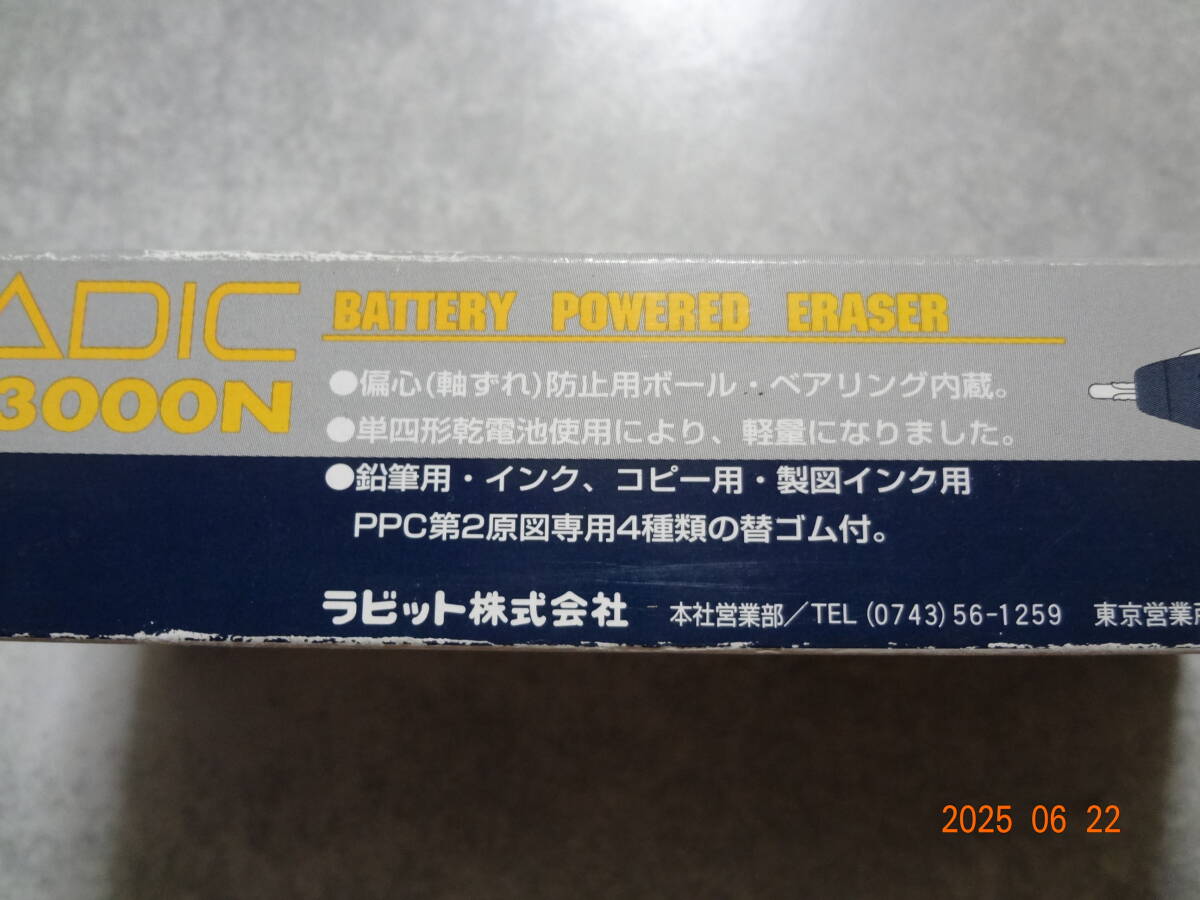 ADIC
3000N
BATTERY POWERED ERASER
●偏心(軸ずれ)防止用ボール・ベアリング内蔵。
●単四形乾電池使用により、軽量になりました。
●鉛筆用・インク、コピー用・製図インク用
PPC第2原図専用4種類の替ゴム付。
ラビット株式会社 本社営業部/TEL (0743)56-1259 東京営業
2025 06 22